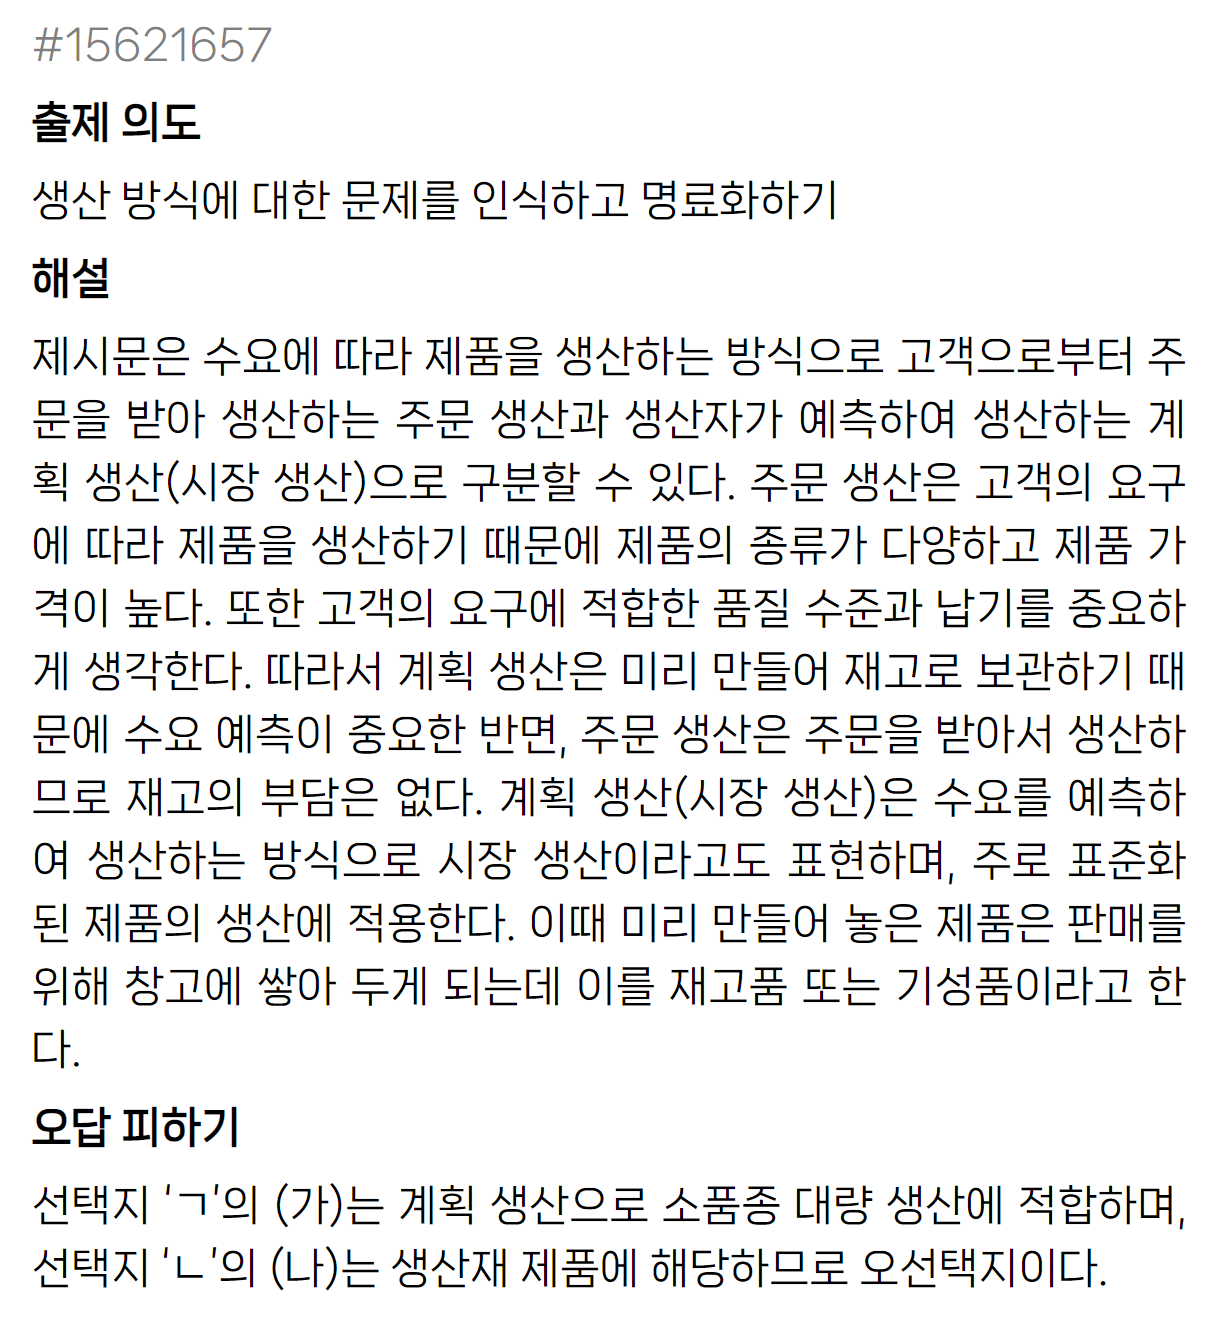 #15621657
출제 의도
생산 방식에 대한 문제를 인식하고 명료화하기
해설
제시문은 수요에 따라 제품을 생산하는 방식으로 고객으로부터 주
문을 받아 생산하는 주문 생산과 생산자가 예측하여 생산하는 계
획 생산(시장 생산)으로 구분할 수 있다. 주문 생산은 고객의 요구
에 따라 제품을 생산하기 때문에 제품의 종류가 다양하고 제품 가
격이 높다. 또한 고객의 요구에 적합한 품질 수준과 납기를 중요하
게 생각한다. 따라서 계획 생산은 미리 만들어 재고로 보관하기 때
문에 수요 예측이 중요한 반면, 주문 생산은 주문을 받아서 생산하
므로 재고의 부담은 없다. 계획 생산(시장 생산)은 수요를 예측하
여 생산하는 방식으로 시장 생산이라고도 표현하며, 주로 표준화
된 제품의 생산에 적용한다. 이때 미리 만들어 놓은 제품은 판매를
위해 창고에 쌓아 두게 되는데 이를 재고품 또는 기성품이라고 한
다.
오답 피하기
선택지 'ㄱ'의 (가)는 계획 생산으로 소품종 대량 생산에 적합하며,
선택지 'ㄴ'의 (나)는 생산재 제품에 해당하므로 오선택지이다.